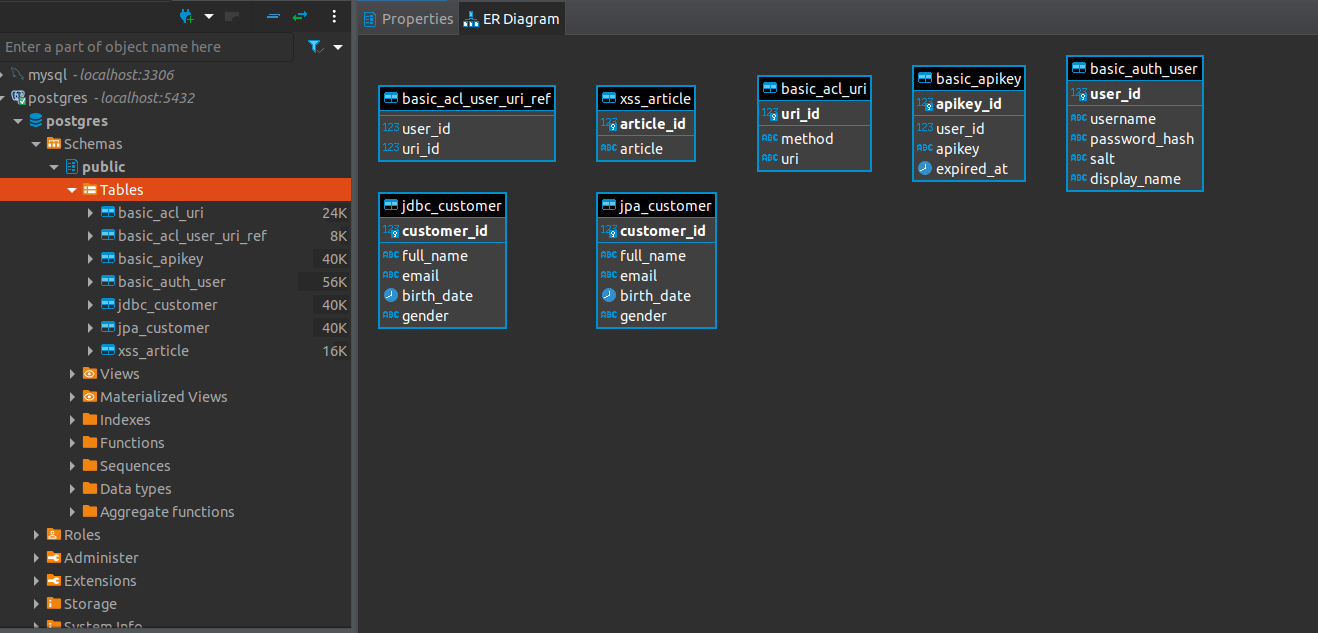 Enter a part of object name here
mysql - localhost:3306
postgres - localhost:5432
postgres
Schemas
public
Tables
basic_acl_uri 24K
basic_acl_user_uri_ref 8K
basic_apikey 40K
basic_auth_user 56K
jdbc_customer 40K
jpa_customer 40K
xss_article 16K
Views
Materialized Views
Indexes
Functions
Sequences
Data types
Aggregate functions
Roles
Administer
Extensions
Storage
System Info
Properties
ER Diagram
basic_acl_user_uri_ref
123 user_id
123 uri_id
xss_article
123 article_id
ABC article
basic_acl_uri
123 uri_id
ABC method
ABC uri
basic_apikey
123 apikey_id
123 user_id
ABC apikey
expired_at
basic_auth_user
123 user_id
ABC username
ABC password_hash
ABC salt
ABC display_name
jdbc_customer
123 customer_id
ABC full_name
ABC email
birth_date
ABC gender
jpa_customer
123 customer_id
ABC full_name
ABC email
birth_date
ABC gender